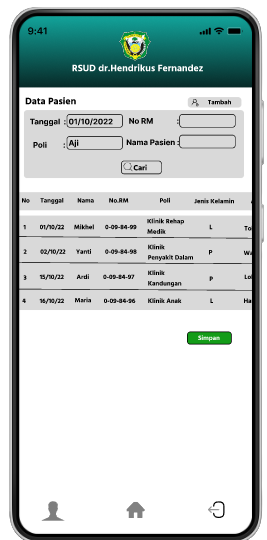 9:41
RSUD dr.Hendrikus Fernandez
Data Pasien Tambah
Tanggal : 01/10/2022 No RM :
Poli : Aji Nama Pasien :
Cari
No Tanggal Nama No.RM Poli Jenis Kelamin
1 01/10/22 Mikhel 0-09-84-99 Klinik Rehap Medik L To
2 02/10/22 Yanti 0-09-84-98 Klinik Penyakit Dalam P
3 15/10/22 Ardi 0-09-84-97 Klinik Kandungan P
4 16/10/22 Maria 0-09-84-96 Klinik Anak L Ha
Simpan